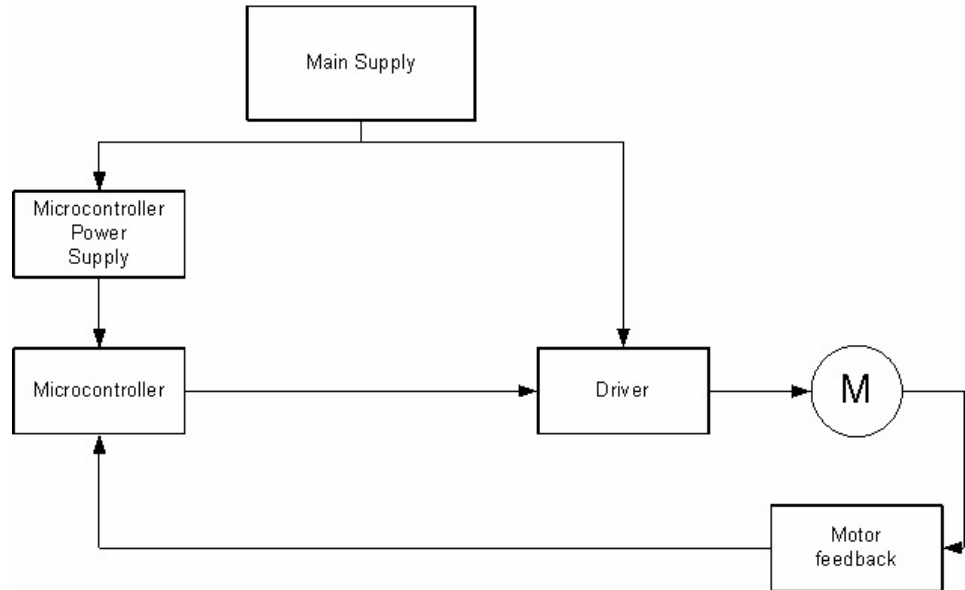 Main Supply
Microcontroller
Power
Supply
Microcontroller
Driver
M
Motor
feedback